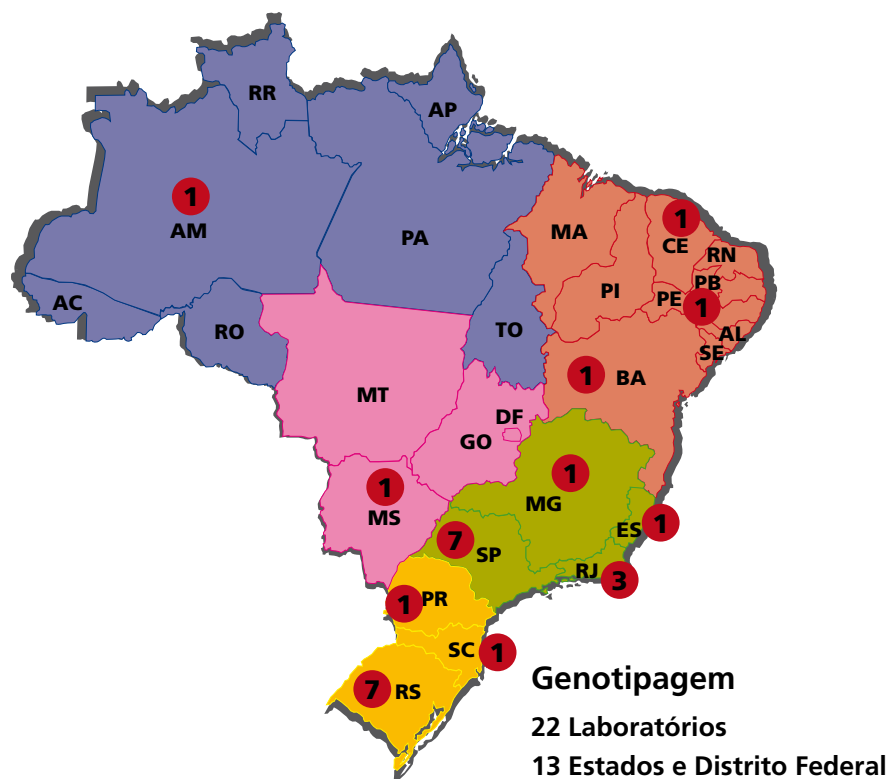 RR
AP
1
AM
PA
MA
1
CE
RN
PB
PI
PE
1
AC
RO
TO
AL
SE
MT
1
BA
DF
GO
1
MS
1
MG
ES
1
7
SP
RJ
3
1
PR
SC
1
7
RS
Genotipagem
22 Laboratórios
13 Estados e Distrito Federal